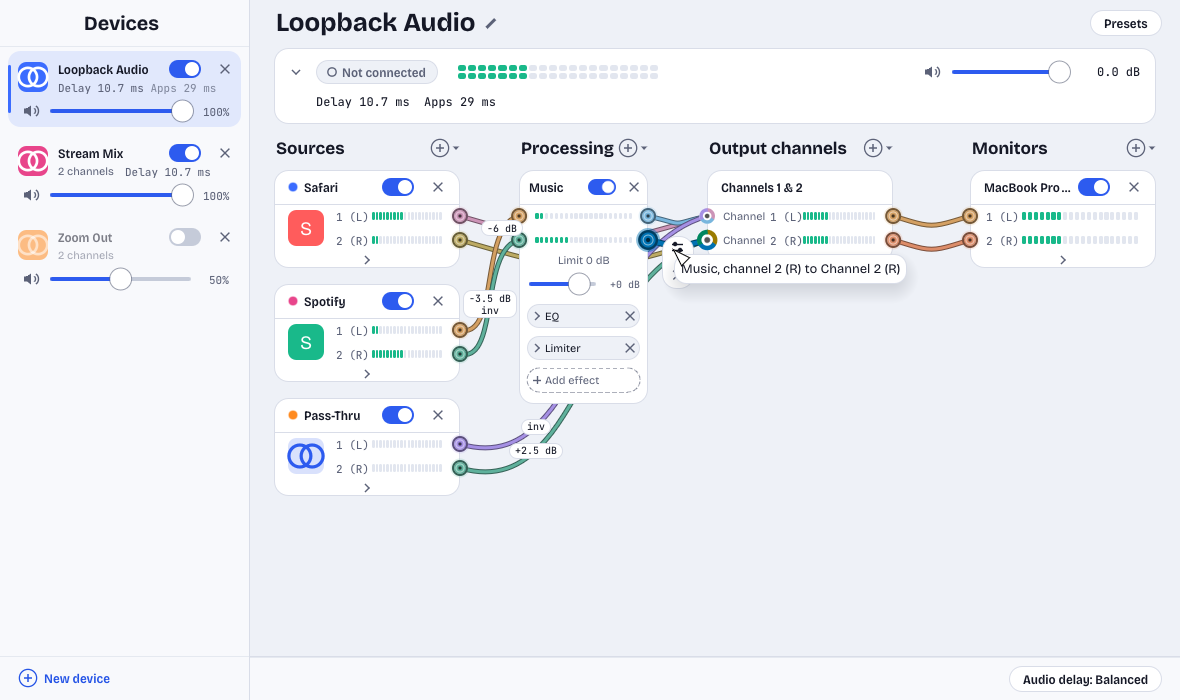 Devices
Loopback Audio
Delay 10.7 ms Apps 29 ms
100%
Stream Mix
2 channels Delay 10.7 ms
100%
Zoom Out
2 channels
50%
New device
Loopback Audio
Presets
Not connected
0.0 dB
Delay 10.7 ms Apps 29 ms
Sources
Processing
Output channels
Monitors
Safari
S
1 (L)
2 (R)
-6 dB
Spotify
S
1 (L)
2 (R)
-3.5 dB
inv
Pass-Thru
1 (L)
2 (R)
inv
+2.5 dB
Music
Limit 0 dB
+0 dB
EQ
Limiter
Add effect
Channels 1 & 2
Channel 1 (L)
Channel 2 (R)
Music, channel 2 (R) to Channel 2 (R)
MacBook Pro...
1 (L)
2 (R)
Audio delay: Balanced